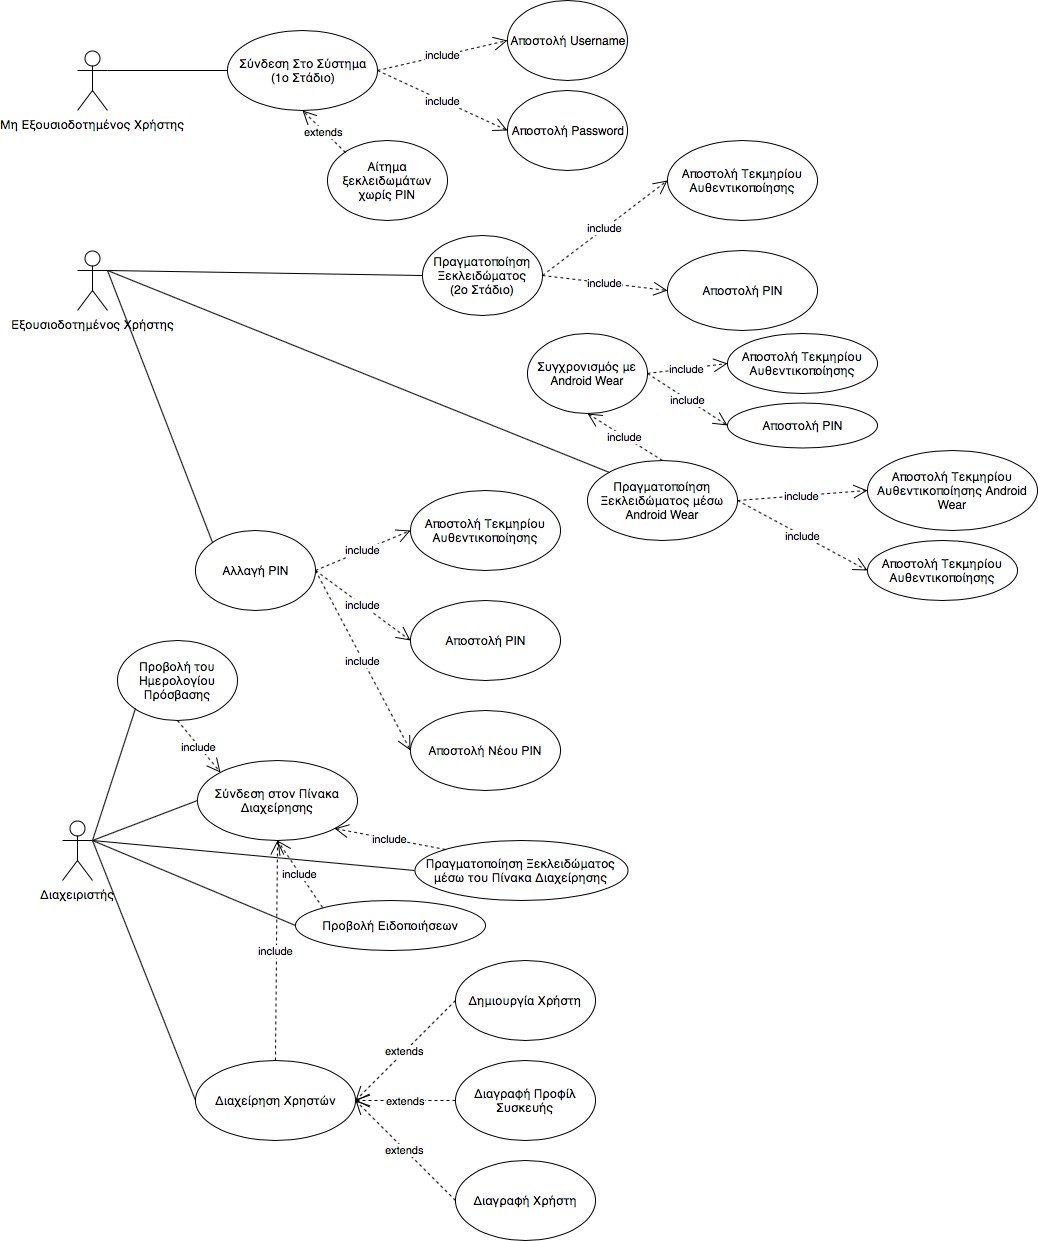 Αποστολή Username
include
Σύνδεση Στο Σύστημα
(1ο Στάδιο)
include
Μη Εξουσιοδοτημένος Χρήστης
extends
Αποστολή Password
Αίτημα
ξεκλειδωμάτων
χωρίς PIN
Αποστολή Τεκμηρίου
Αυθεντικοποίησης
include
Πραγματοποίηση
Ξεκλειδώματος
(2ο Στάδιο)
include
Αποστολή PIN
Εξουσιοδοτημένος Χρήστης
Συγχρονισμός με
Android Wear
include
Αποστολή Τεκμηρίου
Αυθεντικοποίησης
include
Αποστολή PIN
include
Πραγματοποίηση
Ξεκλειδώματος μέσω
Android Wear
include
Αποστολή Τεκμηρίου
Αυθεντικοποίησης Android
Wear
include
Αποστολή Τεκμηρίου
Αυθεντικοποίησης
Αλλαγή PIN
include
Αποστολή Τεκμηρίου
Αυθεντικοποίησης
include
Αποστολή PIN
include
Αποστολή Νέου PIN
Προβολή του
Ημερολογίου
Πρόσβασης
include
Σύνδεση στον Πίνακα
Διαχείρησης
include
Πραγματοποίηση Ξεκλειδώματος
μέσω του Πίνακα Διαχείρησης
Διαχειριστής
include
Προβολή Ειδοποιήσεων
include
Δημιουργία Χρήστη
extends
Διαχείρηση Χρηστών
extends
Διαγραφή Προφίλ
Συσκευής
extends
Διαγραφή Χρήστη